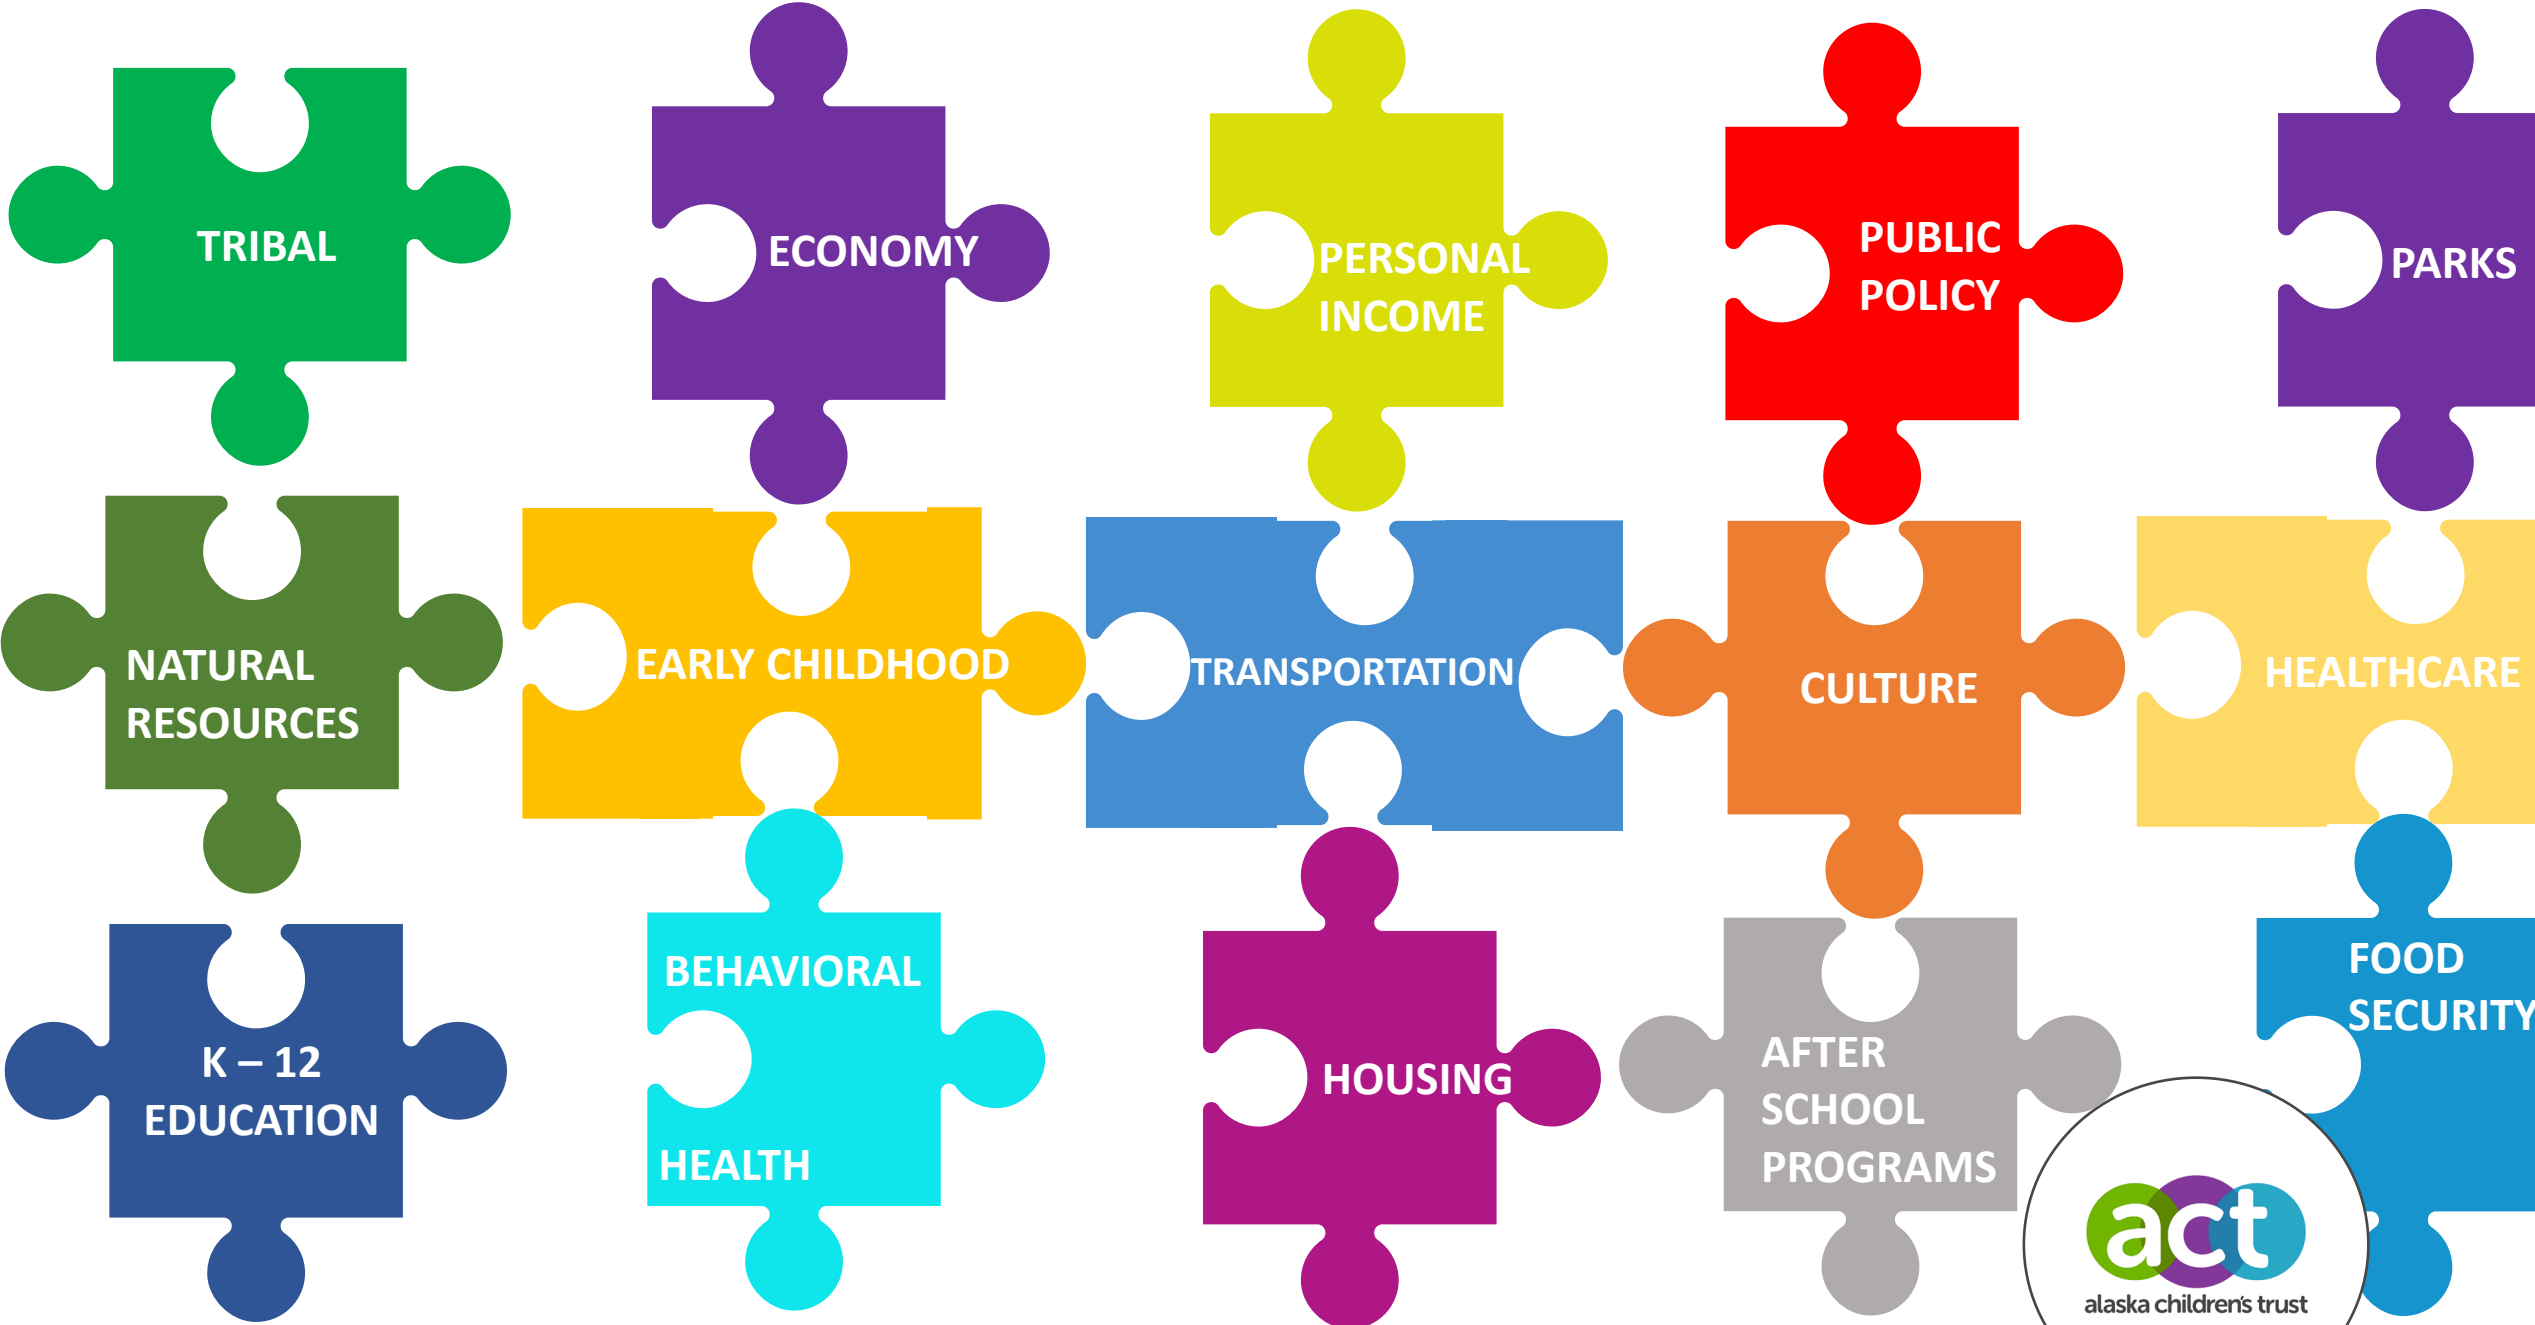 TRIBAL
ECONOMY
PERSONAL
INCOME
PUBLIC
POLICY
PARKS
NATURAL
RESOURCES
EARLY CHILDHOOD
TRANSPORTATION
CULTURE
HEALTHCARE
K – 12
EDUCATION
BEHAVIORAL
HEALTH
HOUSING
AFTER
SCHOOL
PROGRAMS
FOOD
SECURITY
act
alaska children's trust